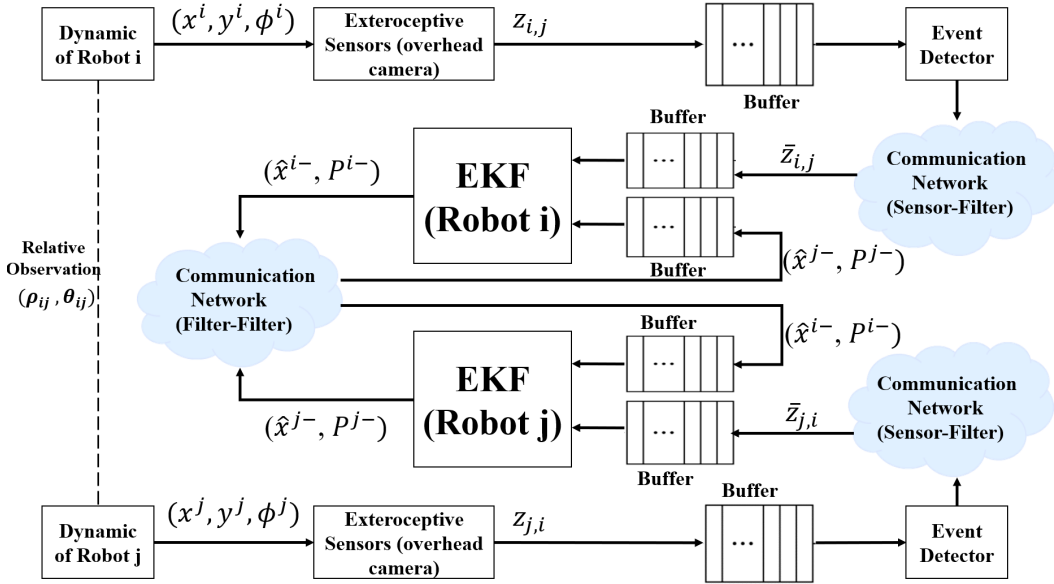 Dynamic
of Robot i
(x^i, y^i, ϕ^i)
Exteroceptive
Sensors (overhead
camera)
z_{i,j}
...
Buffer
Event
Detector
Communication
Network
(Sensor-Filter)
z̄_{i,j}
Buffer
...
...
Buffer
EKF
(Robot i)
(x̂^{i-}, P^{i-})
(x̂^{j-}, P^{j-})
Relative
Observation
(ρ_{ij}, θ_{ij})
Communication
Network
(Filter-Filter)
(x̂^{i-}, P^{i-})
Buffer
...
...
Buffer
EKF
(Robot j)
(x̂^{j-}, P^{j-})
z̄_{j,i}
Communication
Network
(Sensor-Filter)
Dynamic
of Robot j
(x^j, y^j, ϕ^j)
Exteroceptive
Sensors (overhead
camera)
z_{j,i}
Buffer
...
Event
Detector